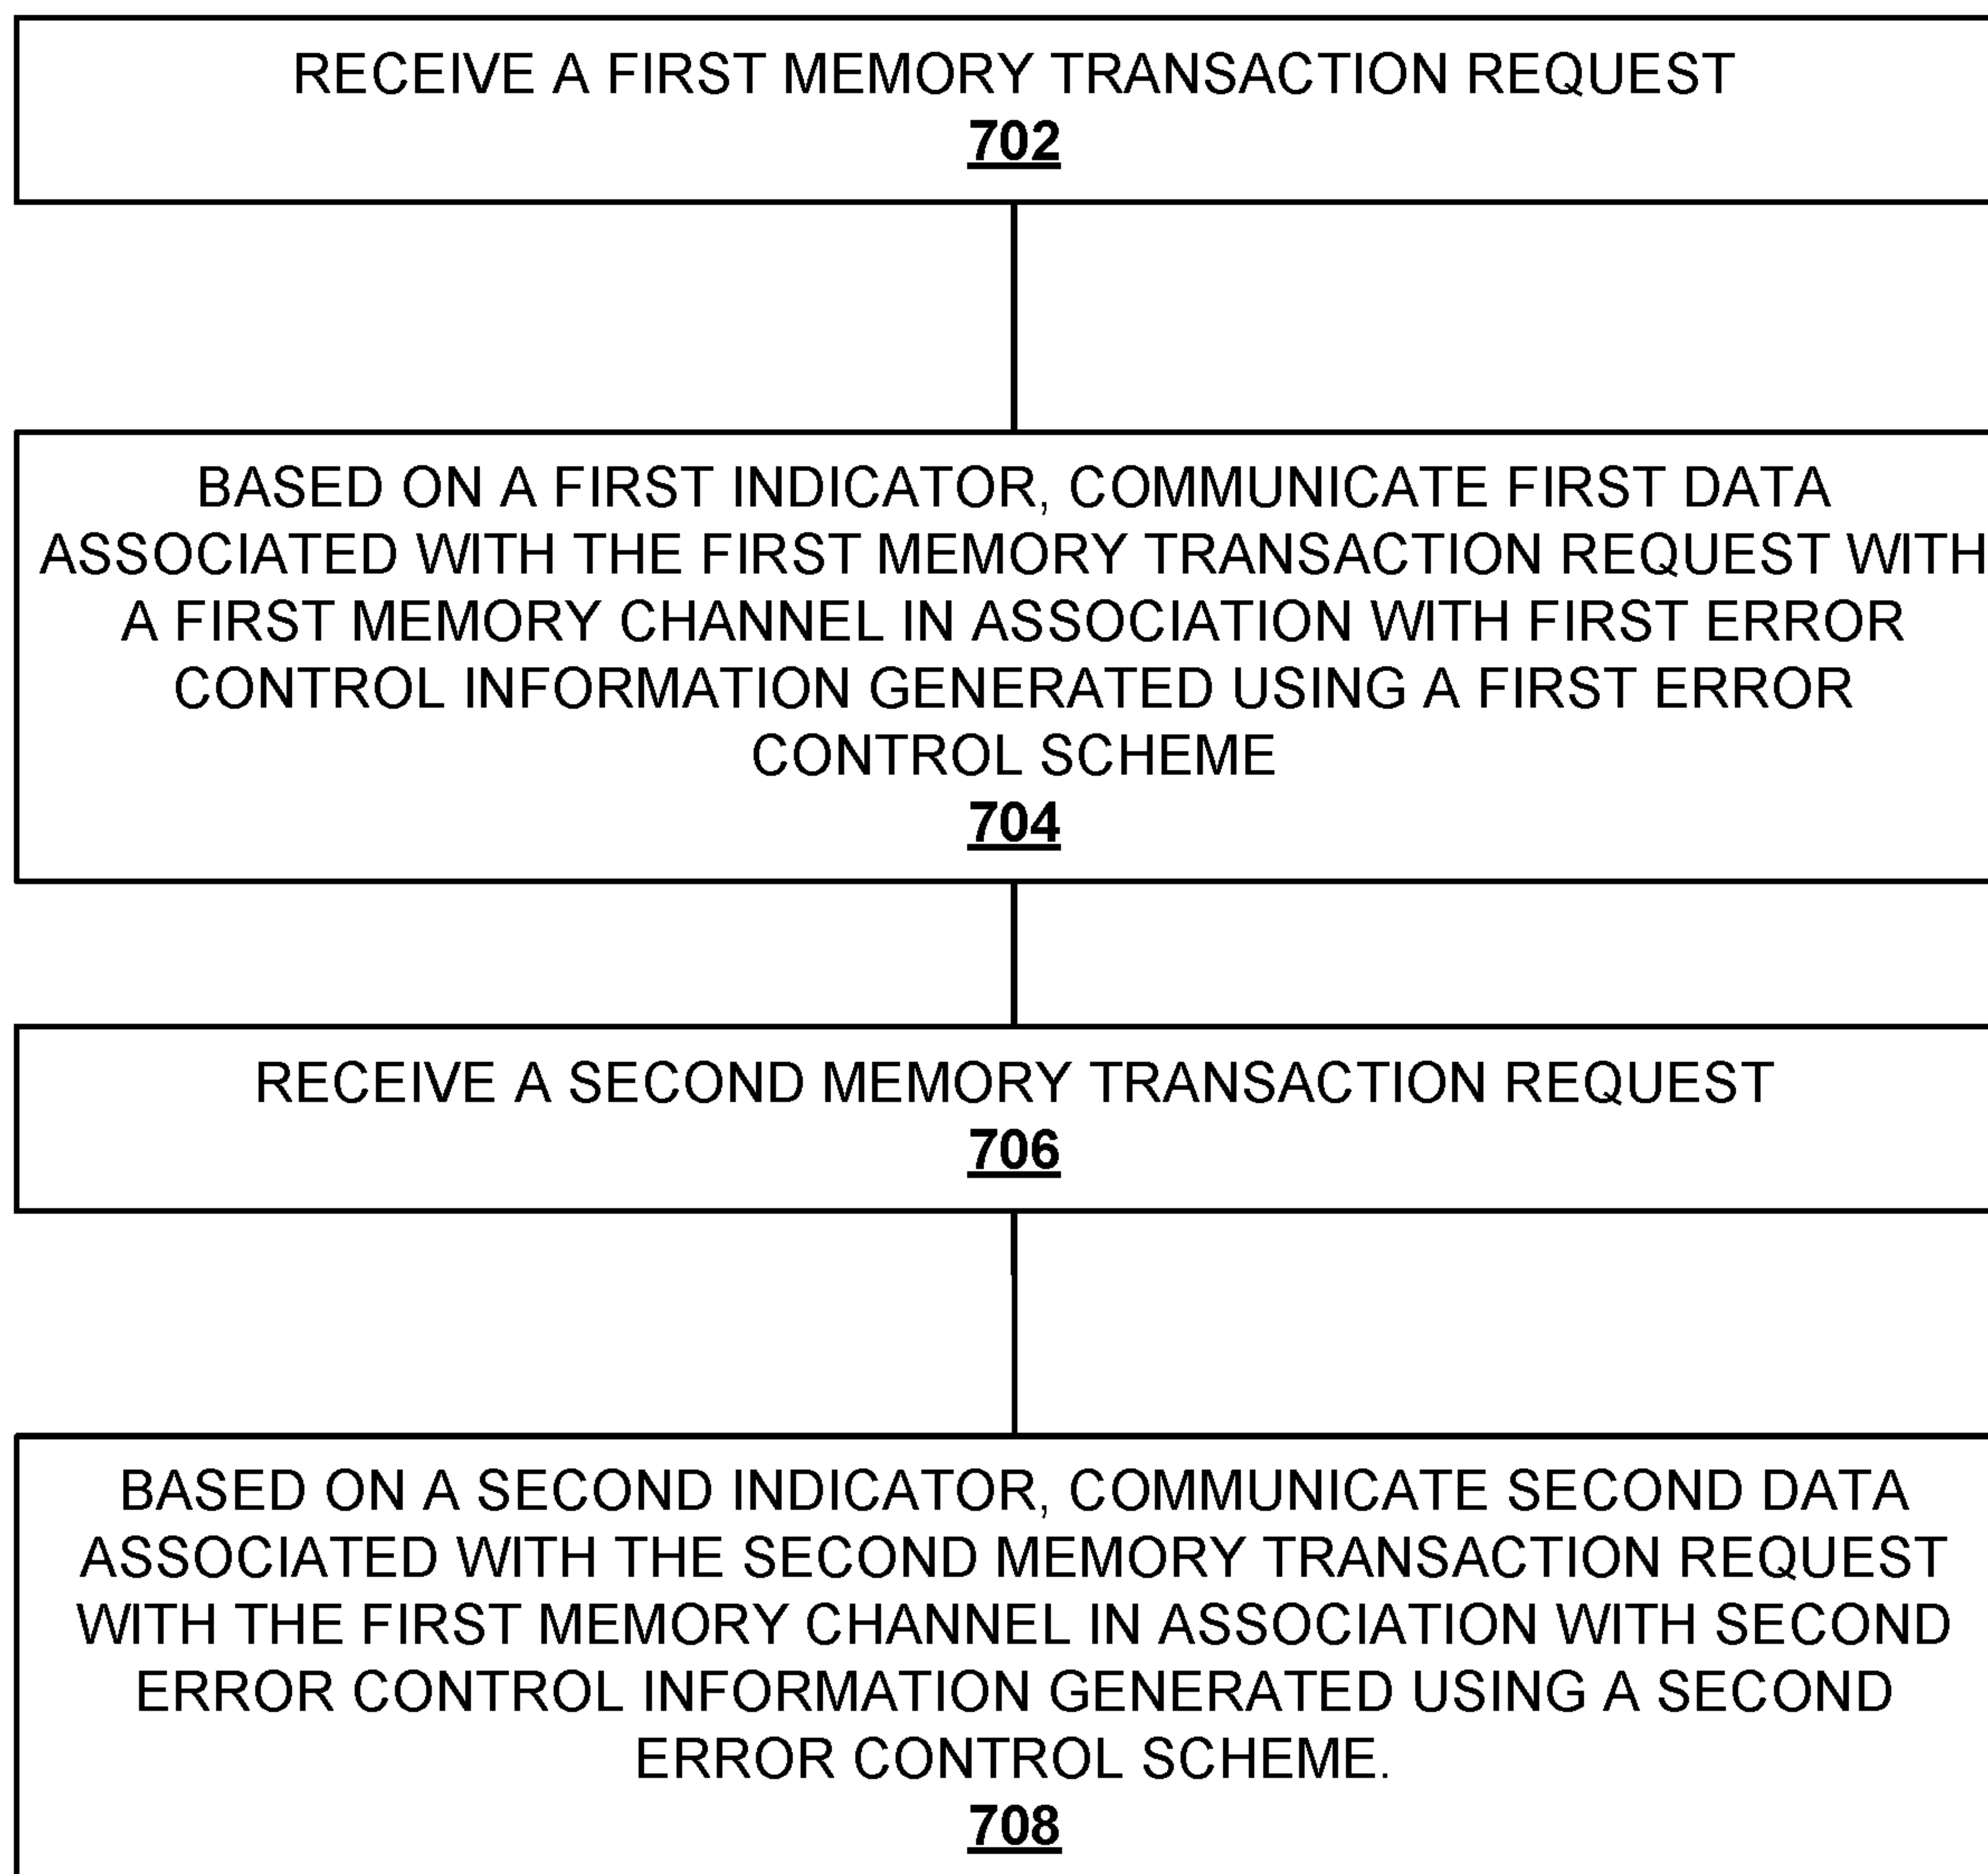 RECEIVE A FIRST MEMORY TRANSACTION REQUEST
702
BASED ON A FIRST INDICATOR, COMMUNICATE FIRST DATA
ASSOCIATED WITH THE FIRST MEMORY TRANSACTION REQUEST WITH
A FIRST MEMORY CHANNEL IN ASSOCIATION WITH FIRST ERROR
CONTROL INFORMATION GENERATED USING A FIRST ERROR
CONTROL SCHEME
704
RECEIVE A SECOND MEMORY TRANSACTION REQUEST
706
BASED ON A SECOND INDICATOR, COMMUNICATE SECOND DATA
ASSOCIATED WITH THE SECOND MEMORY TRANSACTION REQUEST
WITH THE FIRST MEMORY CHANNEL IN ASSOCIATION WITH SECOND
ERROR CONTROL INFORMATION GENERATED USING A SECOND
ERROR CONTROL SCHEME.
708